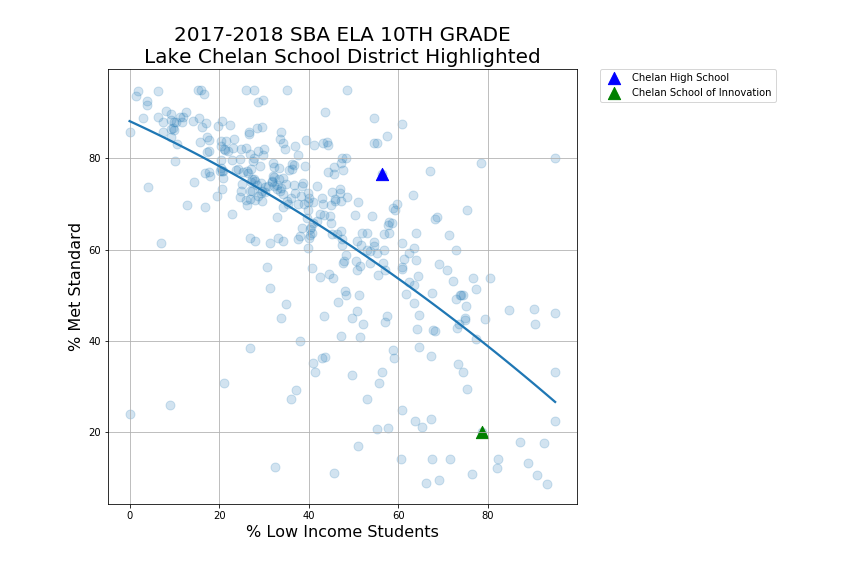 2017-2018 SBA ELA 10TH GRADE
Lake Chelan School District Highlighted
Chelan High School
Chelan School of Innovation
% Met Standard
80
60
40
20
0
20
40
60
80
% Low Income Students